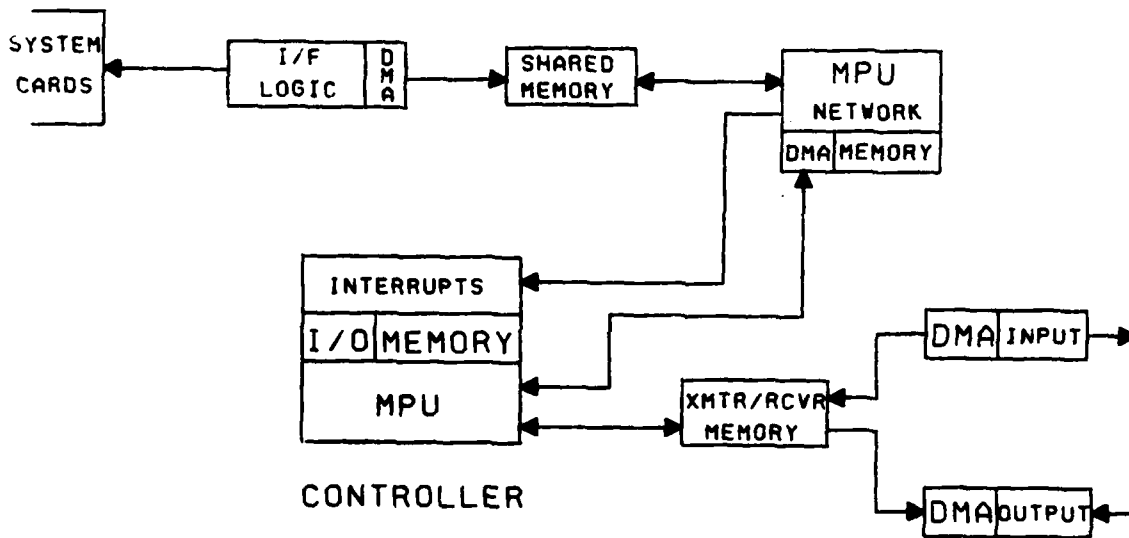 SYSTEM
CARDS
I/F
LOGIC
DMA
SHARED
MEMORY
MPU
NETWORK
DMA MEMORY
INTERRUPTS
I/O MEMORY
MPU
CONTROLLER
XMTR/RCVR
MEMORY
DMA INPUT
DMA OUTPUT